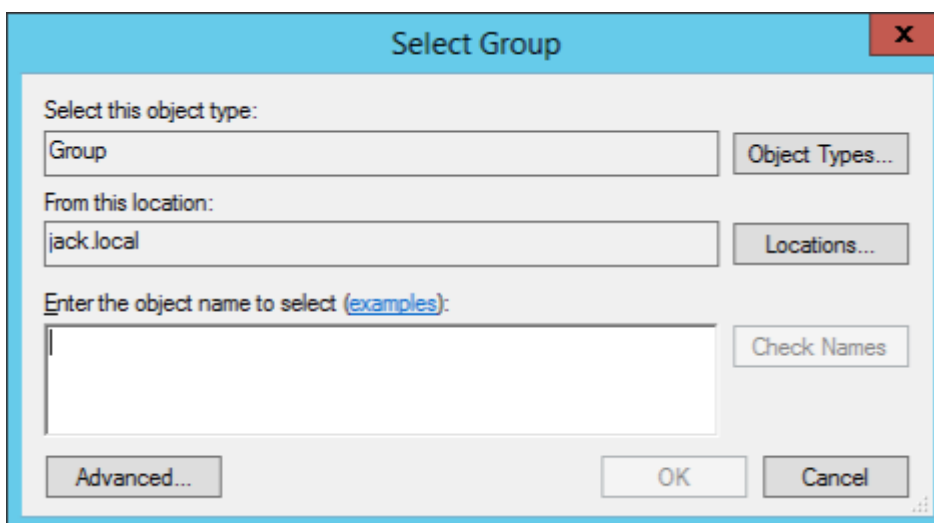 Select Group
x
Select this object type:
Group
Object Types...
From this location:
jack.local
Locations...
Enter the object name to select (examples):
Check Names
Advanced...
OK
Cancel